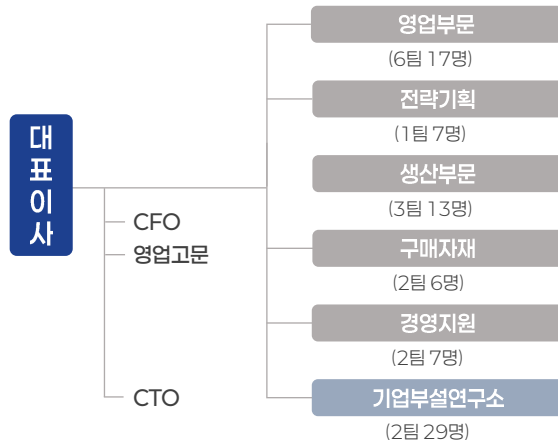 대표이사
CFO
영업고문
CTO
영업부문
(6팀 17명)
전략기획
(1팀 7명)
생산부문
(3팀 13명)
구매자재
(2팀 6명)
경영지원
(2팀 7명)
기업부설연구소
(2팀 29명)